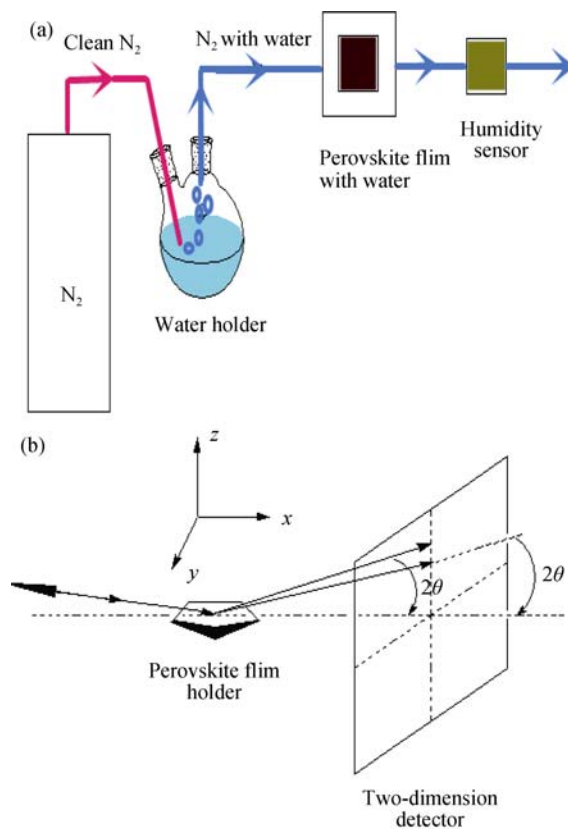 (a)
Clean N₂
N₂ with water
Humidity
sensor
Perovskite flim
with water
N₂
Water holder
(b)
z
x
y
2θ
2θ
Perovskite flim
holder
Two-dimension
detector